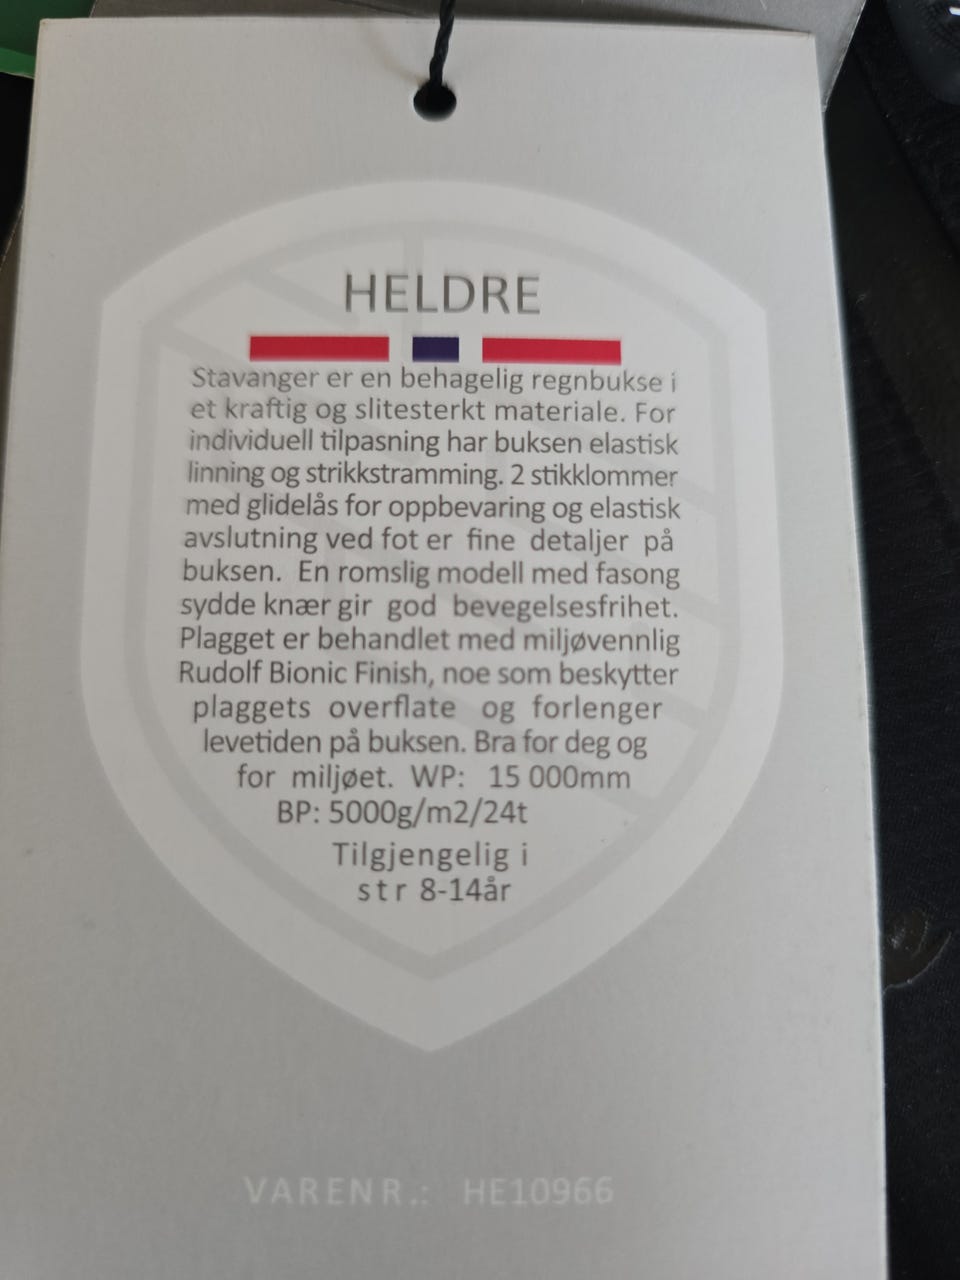 HELDRE
Stavanger er en behagelig regnbukse i
et kraftig og slitesterkt materiale. For
individuell tilpasning har buksen elastisk
linning og strikkstramming. 2 stikklommer
med glidelås for oppbevaring og elastisk
avslutning ved fot er fine detaljer på
buksen. En romslig modell med fasong
sydde knær gir god bevegelsesfrihet.
Plagget er behandlet med miljøvennlig
Rudolf Bionic Finish, noe som beskytter
plaggets overflate og forlenger
levetiden på buksen. Bra for deg og
for miljøet. WP: 15 000mm
BP: 5000g/m2/24t
Tilgjengelig i
str 8-14år
VARENR.: HE10966